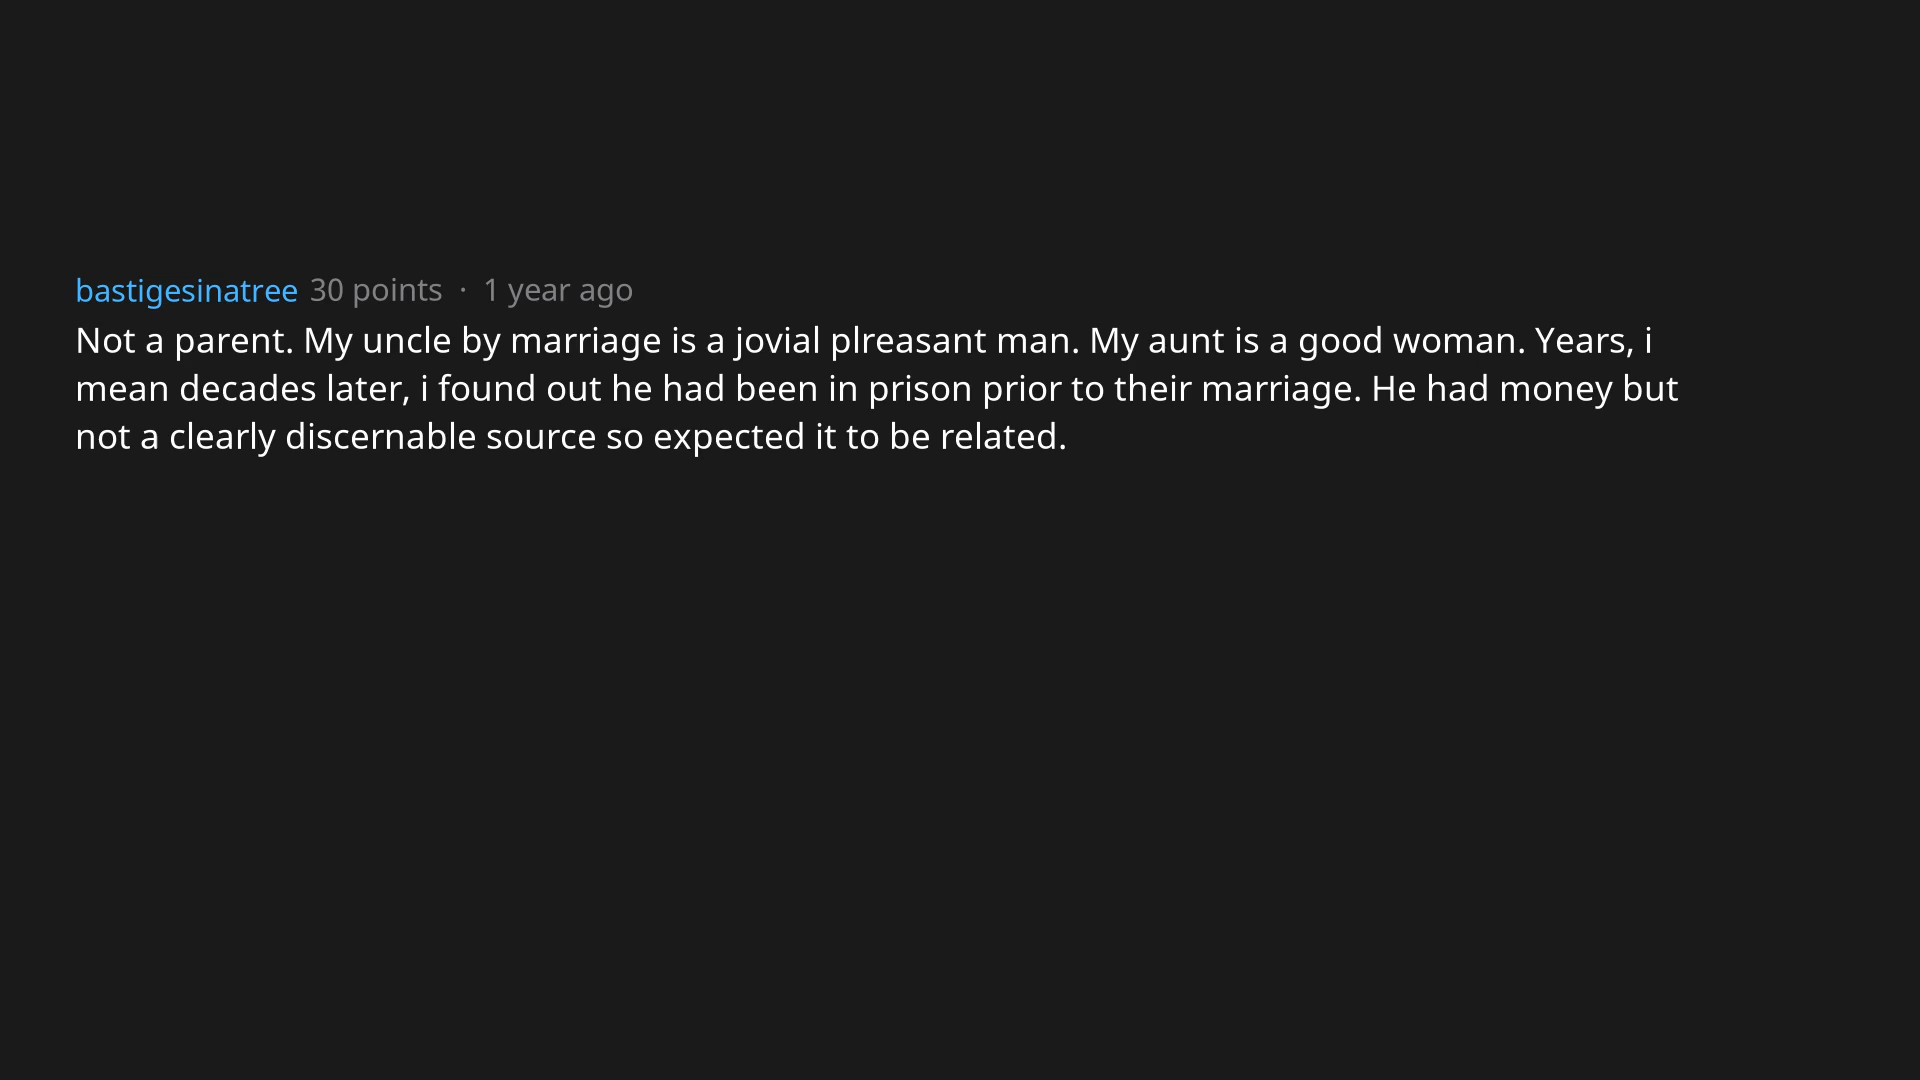 bastigesinatree 30 points · 1 year ago
Not a parent. My uncle by marriage is a jovial plreasant man. My aunt is a good woman. Years, i
mean decades later, i found out he had been in prison prior to their marriage. He had money but
not a clearly discernable source so expected it to be related.